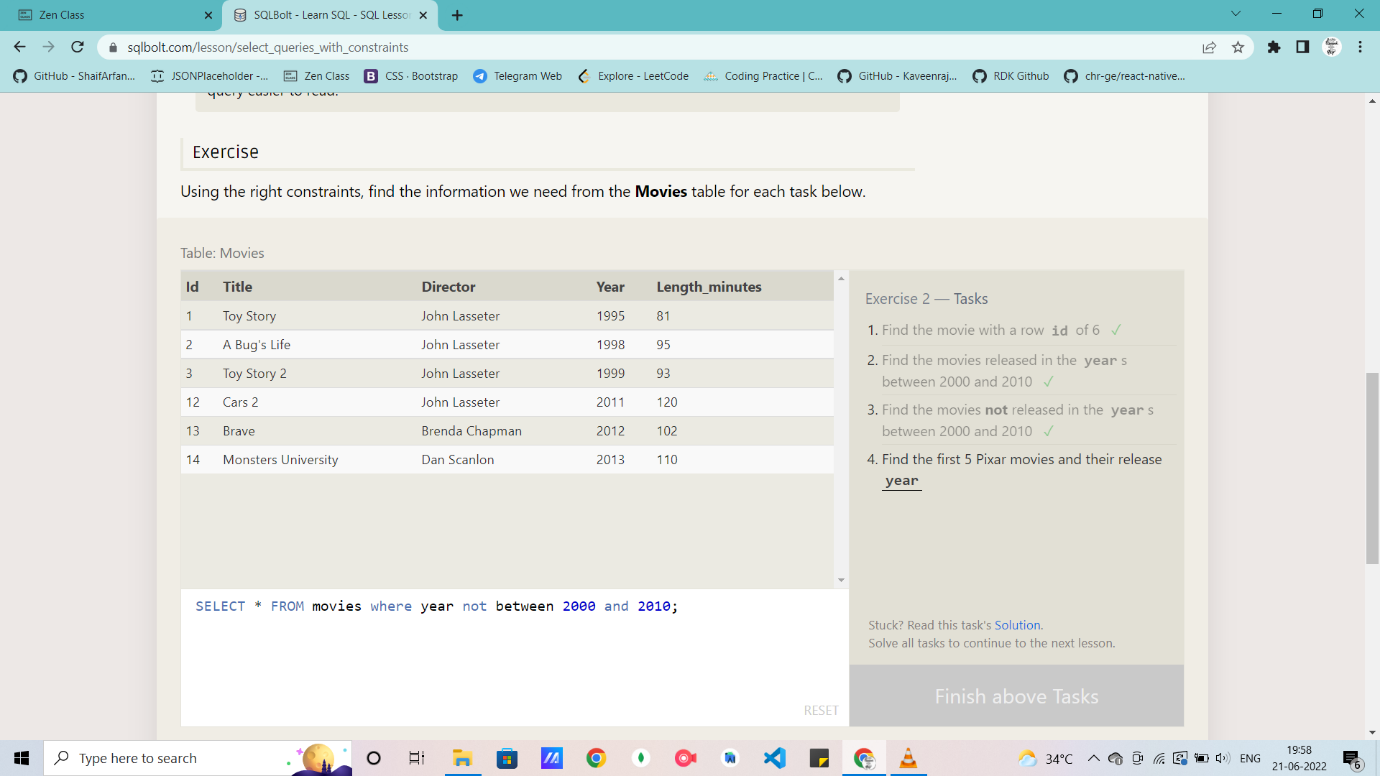 Zen Class
SQLBolt - Learn SQL - SQL Lesson
sqlbolt.com/lesson/select_queries_with_constraints
GitHub - ShaifArfan... JSONPlaceholder -... Zen Class CSS · Bootstrap Telegram Web Explore - LeetCode Coding Practice | C... GitHub - Kaveenraj... RDK Github chr-ge/react-native...
query easier to read.
Exercise
Using the right constraints, find the information we need from the Movies table for each task below.
Table: Movies
Id Title Director Year Length_minutes
1 Toy Story John Lasseter 1995 81
2 A Bug's Life John Lasseter 1998 95
3 Toy Story 2 John Lasseter 1999 93
12 Cars 2 John Lasseter 2011 120
13 Brave Brenda Chapman 2012 102
14 Monsters University Dan Scanlon 2013 110
SELECT * FROM movies where year not between 2000 and 2010;
RESET
Exercise 2 — Tasks
1. Find the movie with a row id of 6 ✓
2. Find the movies released in the year s
between 2000 and 2010 ✓
3. Find the movies not released in the year s
between 2000 and 2010 ✓
4. Find the first 5 Pixar movies and their release
year
Stuck? Read this task's Solution.
Solve all tasks to continue to the next lesson.
Finish above Tasks
Type here to search
34°C
ENG
19:58
21-06-2022
6